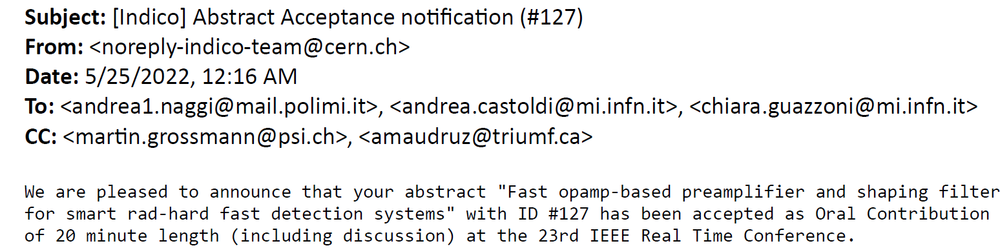 Subject: [Indico] Abstract Acceptance notification (#127)
From: <noreply-indico-team@cern.ch>
Date: 5/25/2022, 12:16 AM
To: <andrea1.naggi@mail.polimi.it>, <andrea.castoldi@mi.infn.it>, <chiara.guazzoni@mi.infn.it>
CC: <martin.grossmann@psi.ch>, <amaudruz@triumf.ca>
We are pleased to announce that your abstract "Fast opamp-based preamplifier and shaping filter
for smart rad-hard fast detection systems" with ID #127 has been accepted as Oral Contribution
of 20 minute length (including discussion) at the 23rd IEEE Real Time Conference.